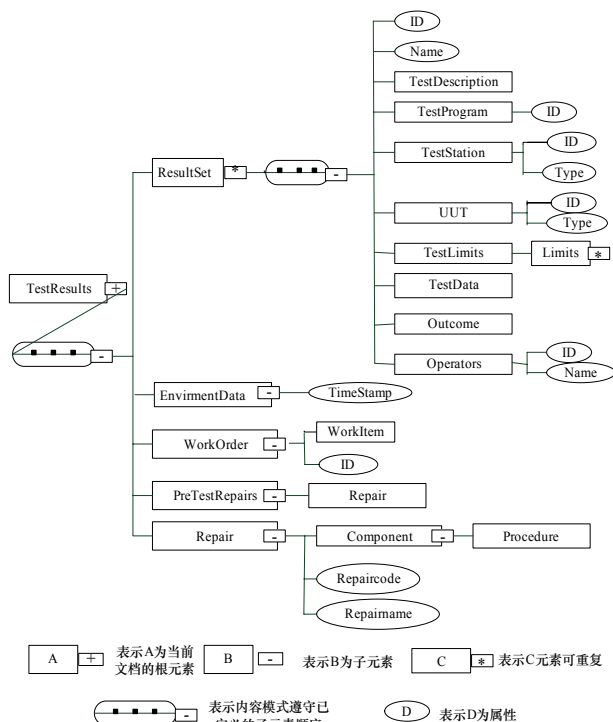 ID
Name
TestDescription
TestProgram
ID
ResultSet
*
-
TestStation
ID
Type
UUT
ID
Type
TestLimits
Limits
*
TestResults
+
TestData
Outcome
-
Operators
ID
Name
EnvirmentData
-
TimeStamp
WorkOrder
-
WorkItem
ID
PreTestRepairs
-
Repair
Repair
-
Component
-
Procedure
Repaircode
Repairname
A
+
表示A为当前
文档的根元素
B
-
表示B为子元素
C
*
表示C元素可重复
-
表示内容模式遵守已
D
表示D为属性